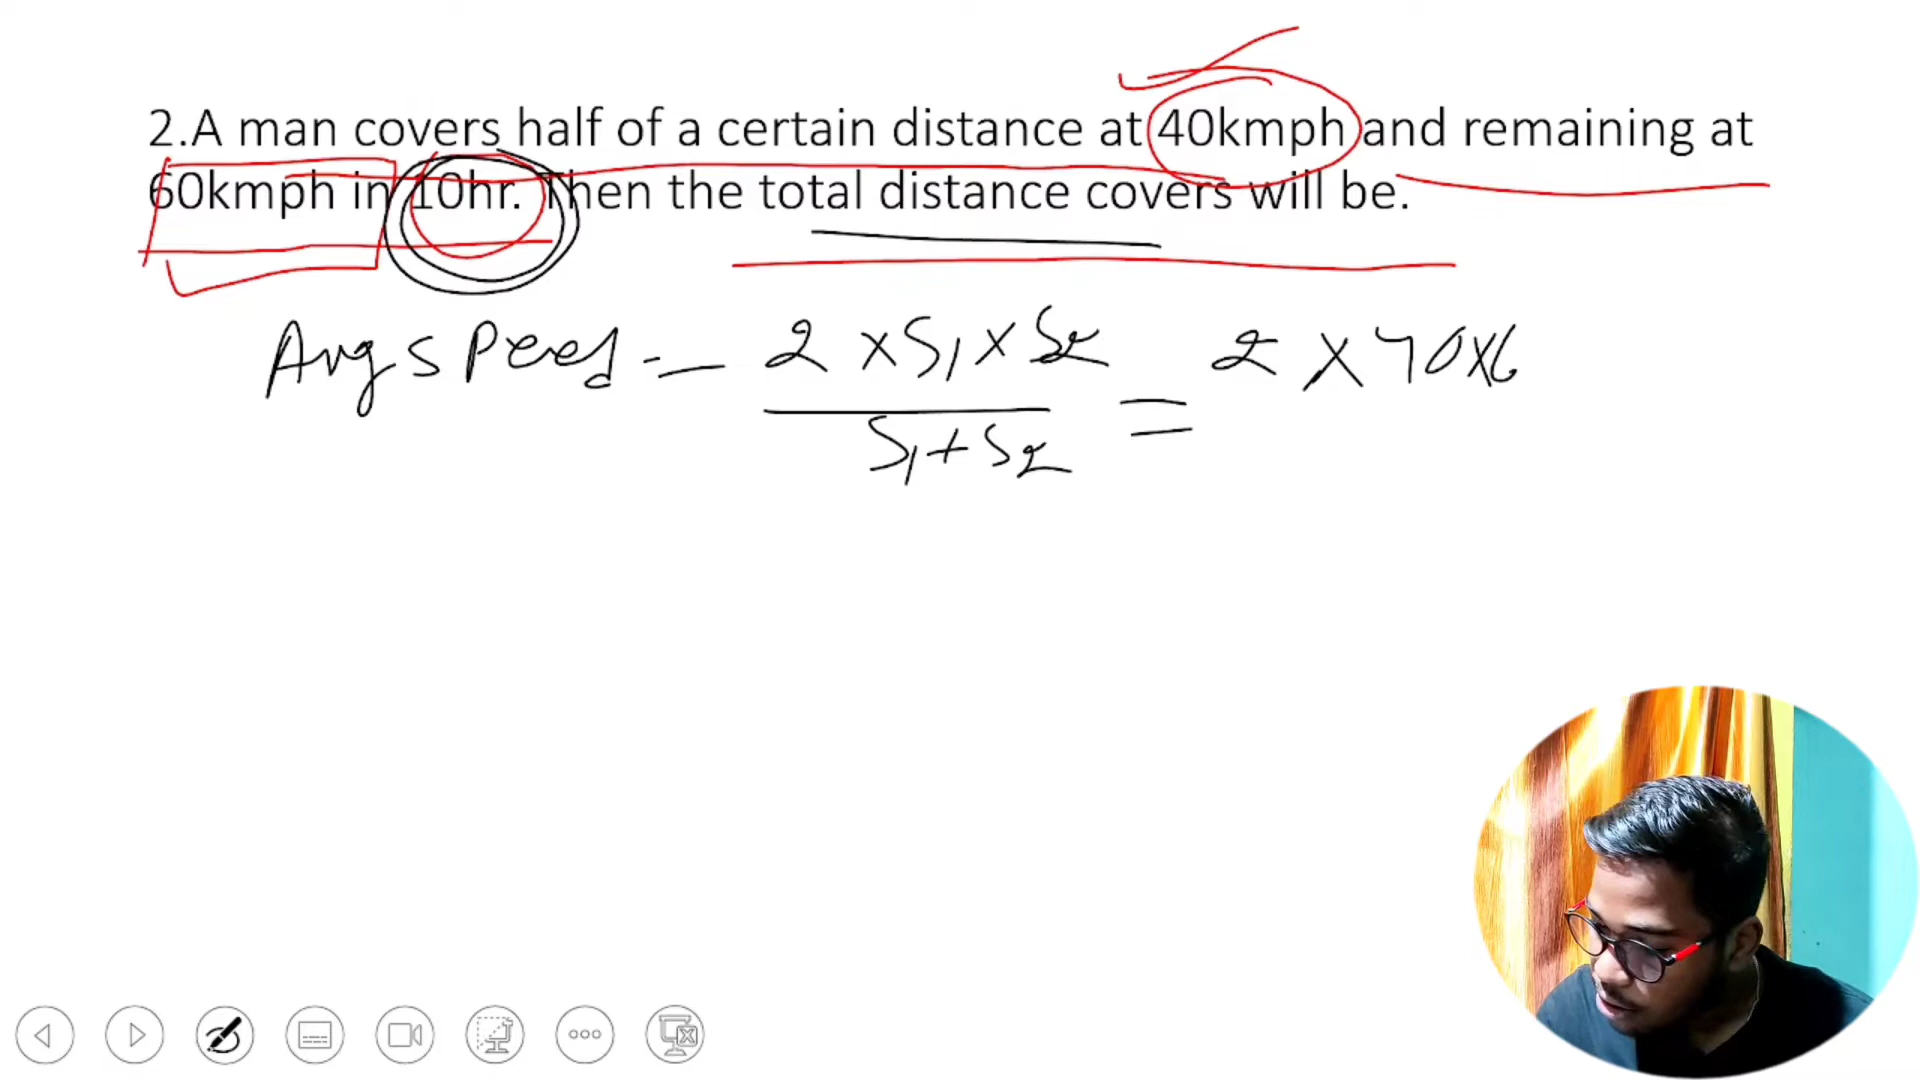 2.A man covers half of a certain distance at 40kmph and remaining at
60kmph in 10hr. Then the total distance covers will be.
Avg speed = 2 × S1 × S2 = 2 × 70 × 6
S1 + S2